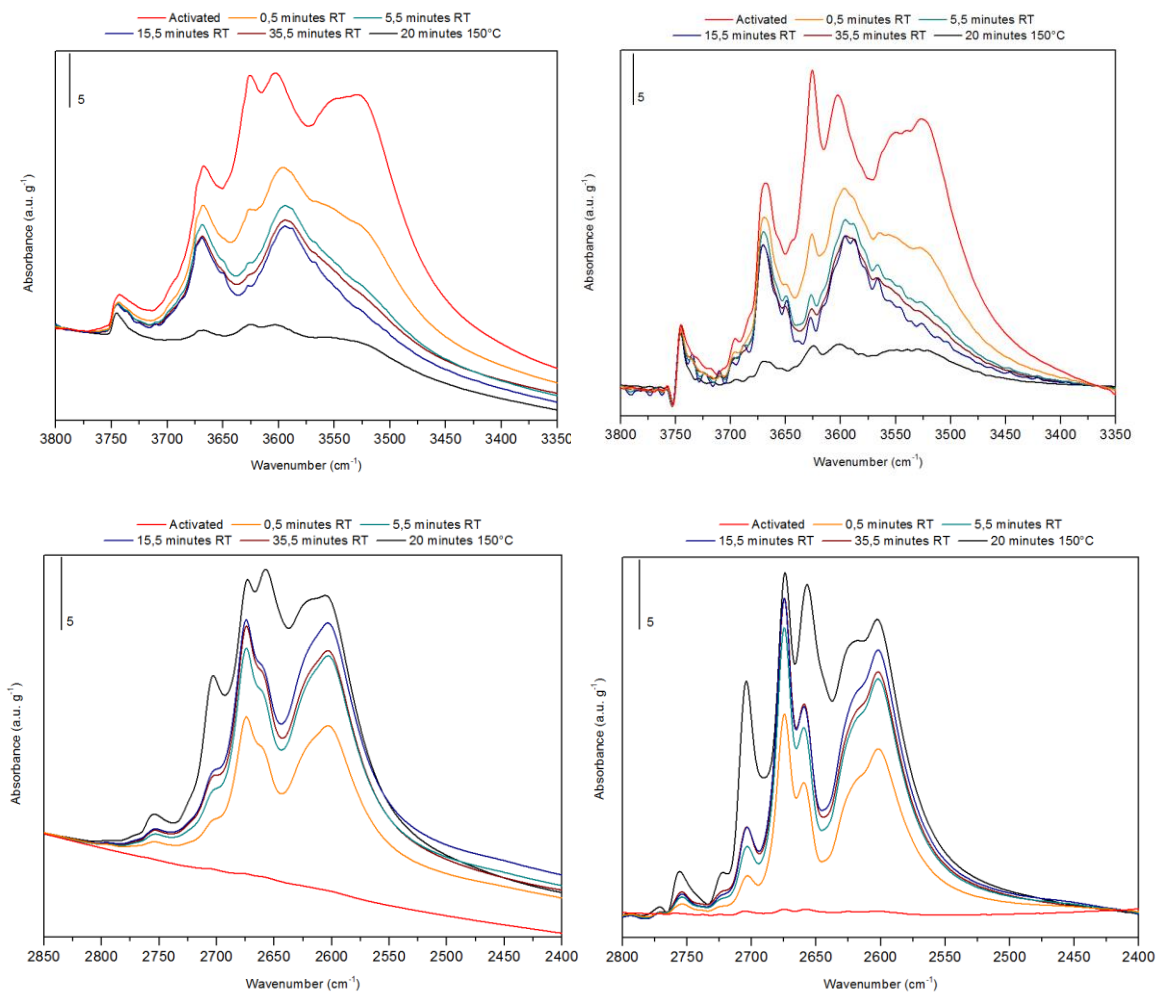 Activated 0,5 minutes RT 5,5 minutes RT
15,5 minutes RT 35,5 minutes RT 20 minutes 150°C
5
Absorbance (a.u. g⁻¹)
3800 3750 3700 3650 3600 3550 3500 3450 3400 3350
Wavenumber (cm⁻¹)
Activated 0,5 minutes RT 5,5 minutes RT
15,5 minutes RT 35,5 minutes RT 20 minutes 150°C
5
Absorbance (a.u. g⁻¹)
3800 3750 3700 3650 3600 3550 3500 3450 3400 3350
Wavenumber (cm⁻¹)
Activated 0,5 minutes RT 5,5 minutes RT
15,5 minutes RT 35,5 minutes RT 20 minutes 150°C
5
Absorbance (a.u. g⁻¹)
2850 2800 2750 2700 2650 2600 2550 2500 2450 2400
Wavenumber (cm⁻¹)
Activated 0,5 minutes RT 5,5 minutes RT
15,5 minutes RT 35,5 minutes RT 20 minutes 150°C
5
Absorbance (a.u. g⁻¹)
2800 2750 2700 2650 2600 2550 2500 2450 2400
Wavenumber (cm⁻¹)